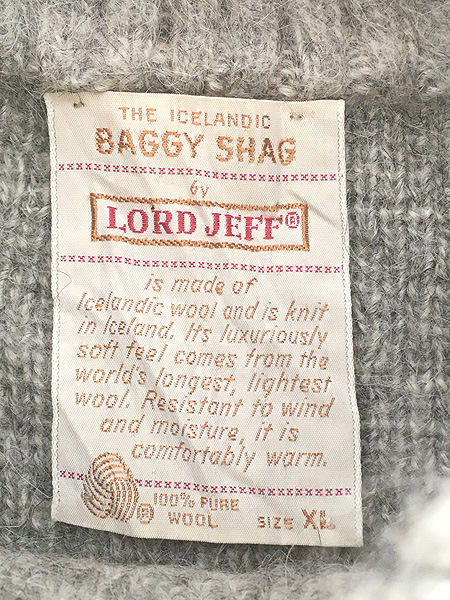 THE ICELANDIC
BAGGY SHAG
by
LORD JEFF®
is made of
Icelandic wool and is knit
in Iceland. It's luxuriously
soft feel comes from the
world's longest, lightest
wool. Resistant to wind
and moisture, it is
comfortably warm.
® 100% PURE
WOOL SIZE XL